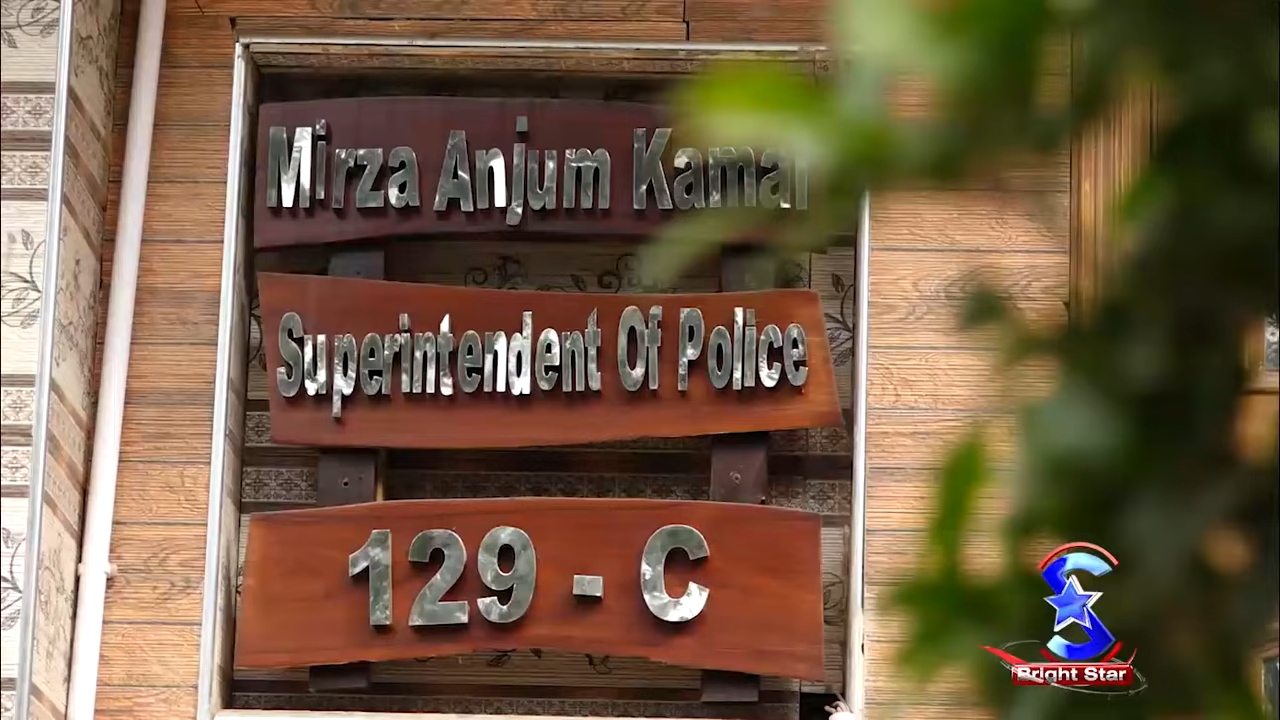 Mirza Anjum Kamal
Superintendent Of Police
129 - C
Bright Star